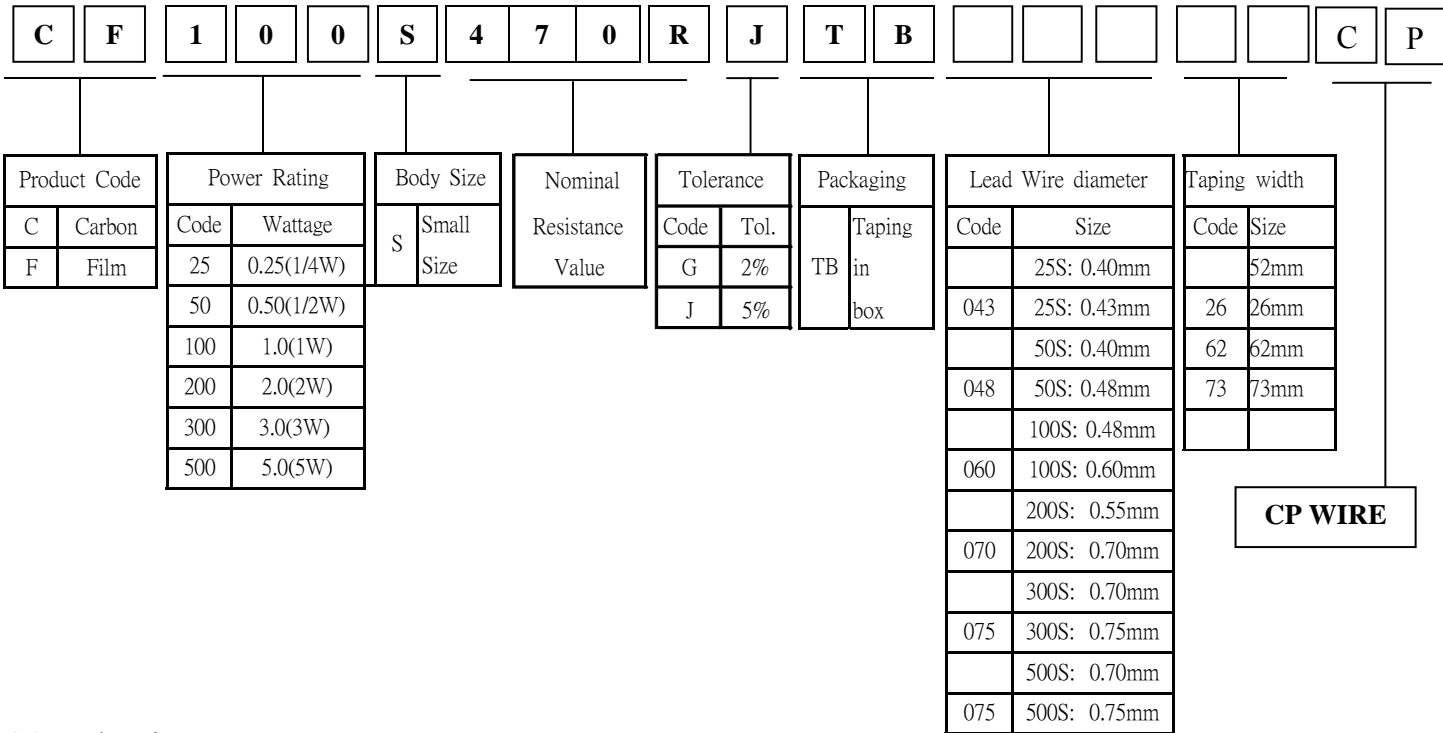 C F 1 0 0 S 4 7 0 R J T B C P
Product Code
C Carbon
F Film
Power Rating
Code Wattage
25 0.25(1/4W)
50 0.50(1/2W)
100 1.0(1W)
200 2.0(2W)
300 3.0(3W)
500 5.0(5W)
Body Size
S Small
Size
Nominal
Resistance
Value
Tolerance
Code Tol.
G 2%
J 5%
Packaging
TB Taping
in
box
Lead Wire diameter
Code Size
25S: 0.40mm
043 25S: 0.43mm
50S: 0.40mm
048 50S: 0.48mm
100S: 0.48mm
060 100S: 0.60mm
200S: 0.55mm
070 200S: 0.70mm
300S: 0.70mm
075 300S: 0.75mm
500S: 0.70mm
075 500S: 0.75mm
Taping width
Code Size
52mm
26 26mm
62 62mm
73 73mm
CP WIRE